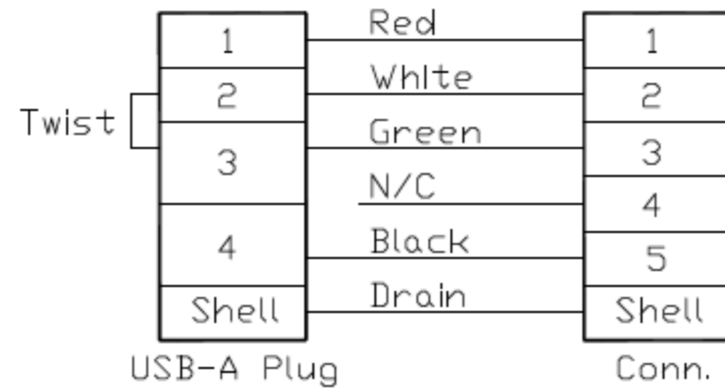 Red
1 1
WhIte
2 2
Twist
Green
3 3
N/C
4
Black
4 5
Drain
Shell Shell
USB-A Plug Conn.